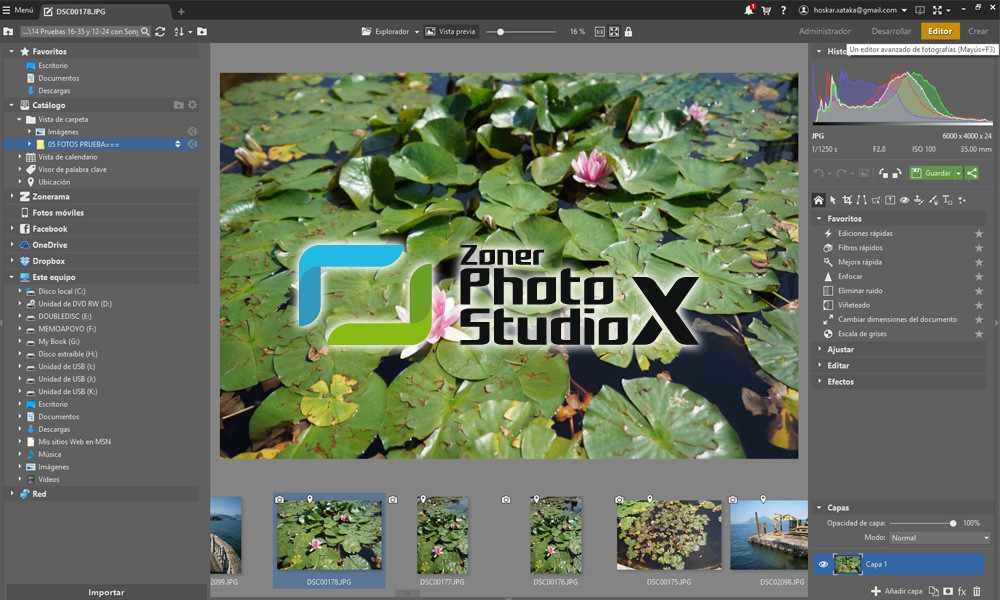 Menú
DSC00178.JPG
hoskar.xataka@gmail.com
...\14 Pruebas 16-35 y 12-24 con Sony
Explorador
Vista previa
16 %
Administrador
Desarrollar
Editor
Crear
Un editor avanzado de fotografías (Mayús+F3)
Favoritos
Escritorio
Documentos
Descargas
Catálogo
Vista de carpeta
Imágenes
05 FOTOS PRUEBA===
Vista de calendario
Visor de palabra clave
Ubicación
Zonerama
Fotos móviles
Facebook
OneDrive
Dropbox
Este equipo
Disco local (C:)
Unidad de DVD RW (D:)
DOUBLEDISC (E:)
MEMOAPOYO (F:)
My Book (G:)
Disco extraíble (H:)
Unidad de USB (I:)
Unidad de USB (J:)
Unidad de USB (K:)
Escritorio
Documentos
Descargas
Mis sitios Web en MSN
Música
Imágenes
Vídeos
Red
Importar
Zoner
Photo
Studio X
2099.JPG
DSC00178.JPG
DSC00177.JPG
DSC00176.JPG
DSC00175.JPG
DSC02098.JPG
Histo
JPG
6000 x 4000 x 24
1/1250 s
F2.8
ISO 100
35.00 mm
Guardar
Favoritos
Ediciones rápidas
Filtros rápidos
Mejora rápida
Enfocar
Eliminar ruido
Viñeteado
Cambiar dimensiones del documento
Escala de grises
Ajustar
Editar
Efectos
Capas
Opacidad de capa:
100%
Modo:
Normal
Capa 1
Añadir capa
fx